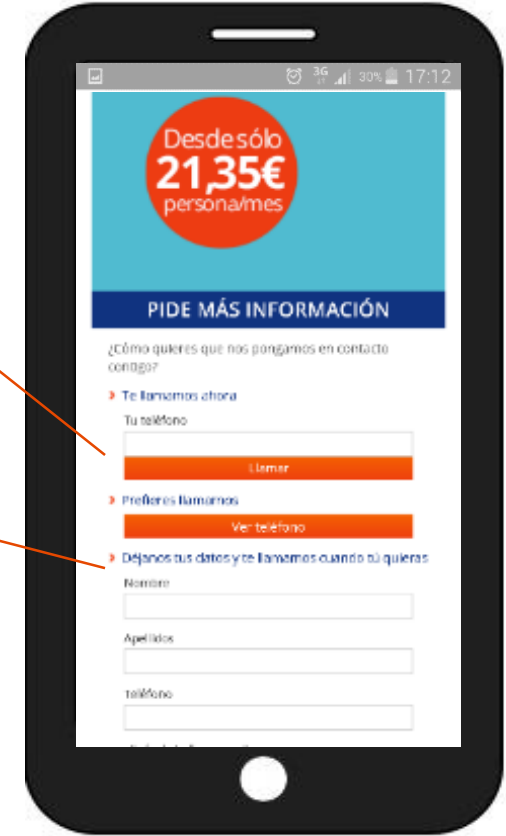 3G 30% 17:12
Desde sólo
21,35€
persona/mes
PIDE MÁS INFORMACIÓN
¿Cómo quieres que nos pongamos en contacto
contigo?
Te llamamos ahora
Tu teléfono
Llamar
Prefieres llamarnos
Ver teléfono
Déjanos tus datos y te llamamos cuando tú quieras
Nombre
Apellidos
Teléfono